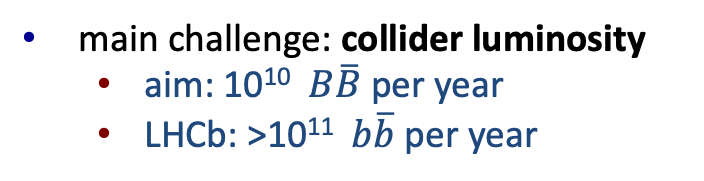 • main challenge: collider luminosity
• aim: 10¹⁰ BB̄ per year
• LHCb: >10¹¹ bb̄ per year